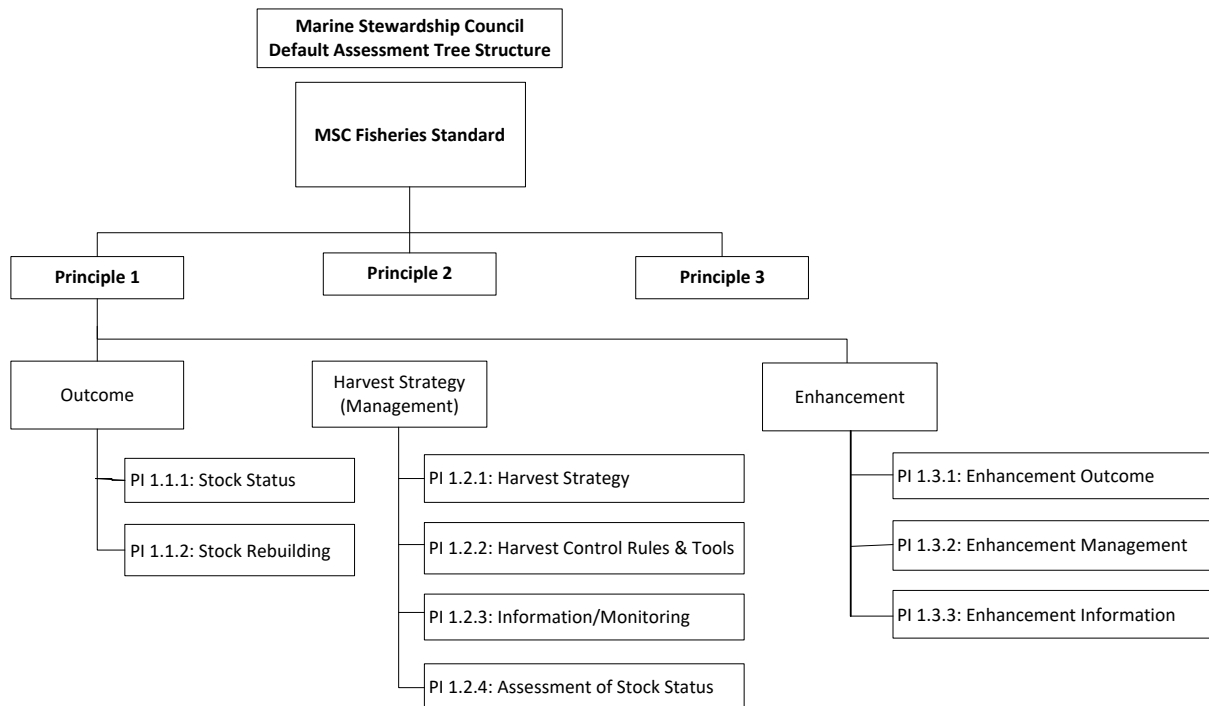 Marine Stewardship Council
Default Assessment Tree Structure
MSC Fisheries Standard
Principle 1
Principle 2
Principle 3
Outcome
Harvest Strategy
(Management)
Enhancement
PI 1.1.1: Stock Status
PI 1.1.2: Stock Rebuilding
PI 1.2.1: Harvest Strategy
PI 1.2.2: Harvest Control Rules & Tools
PI 1.2.3: Information/Monitoring
PI 1.2.4: Assessment of Stock Status
PI 1.3.1: Enhancement Outcome
PI 1.3.2: Enhancement Management
PI 1.3.3: Enhancement Information